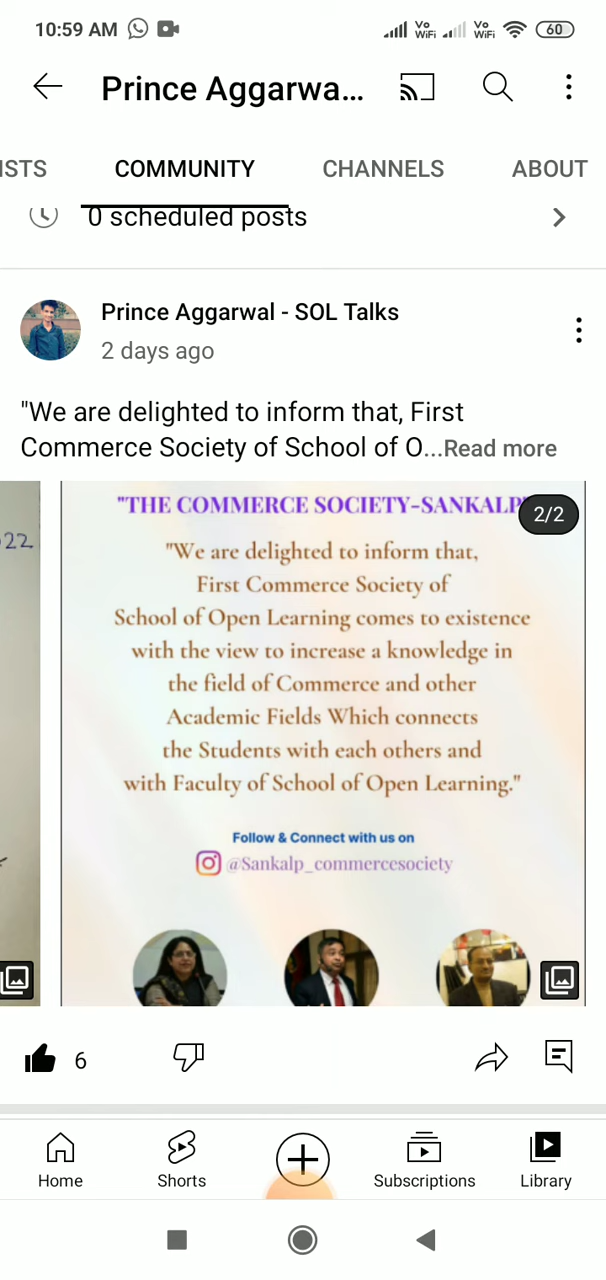 10:59 AM
Vo WiFi
Vo WiFi
60
Prince Aggarwa...
ISTS COMMUNITY CHANNELS ABOUT
0 scheduled posts
Prince Aggarwal - SOL Talks
2 days ago
"We are delighted to inform that, First
Commerce Society of School of O...Read more
22
"THE COMMERCE SOCIETY-SANKALP"
2/2
"We are delighted to inform that,
First Commerce Society of
School of Open Learning comes to existence
with the view to increase a knowledge in
the field of Commerce and other
Academic Fields Which connects
the Students with each others and
with Faculty of School of Open Learning."
Follow & Connect with us on
@Sankalp_commercesociety
6
Home Shorts Subscriptions Library